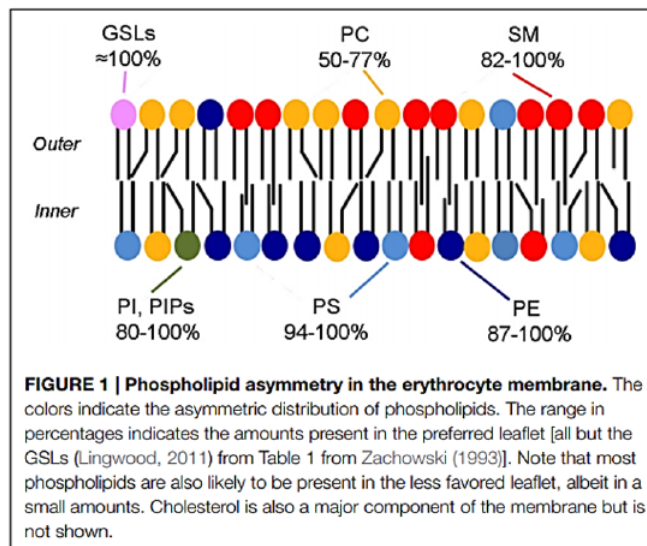 GSLs PC SM
≈100% 50-77% 82-100%
Outer
Inner
PI, PIPs PS PE
80-100% 94-100% 87-100%
FIGURE 1 | Phospholipid asymmetry in the erythrocyte membrane. The
colors indicate the asymmetric distribution of phospholipids. The range in
percentages indicates the amounts present in the preferred leaflet [all but the
GSLs (Lingwood, 2011) from Table 1 from Zachowski (1993)]. Note that most
phospholipids are also likely to be present in the less favored leaflet, albeit in a
small amounts. Cholesterol is also a major component of the membrane but is
not shown.